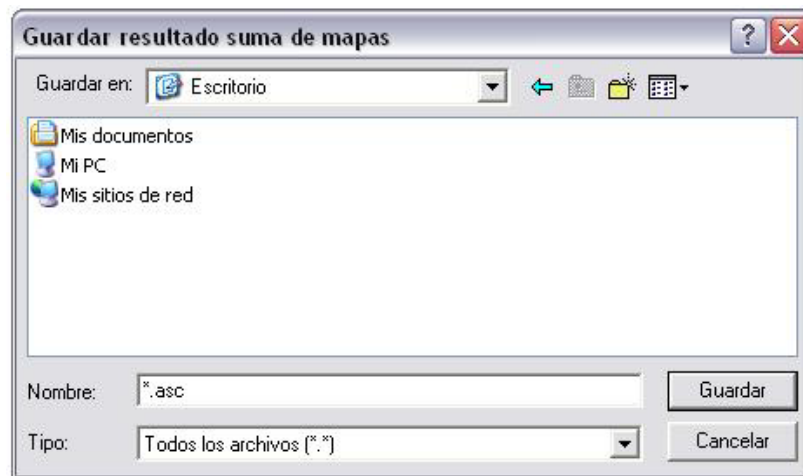 Guardar resultado suma de mapas
Guardar en: Escritorio
Mis documentos
Mi PC
Mis sitios de red
Nombre: *.asc Guardar
Tipo: Todos los archivos (*.*) Cancelar